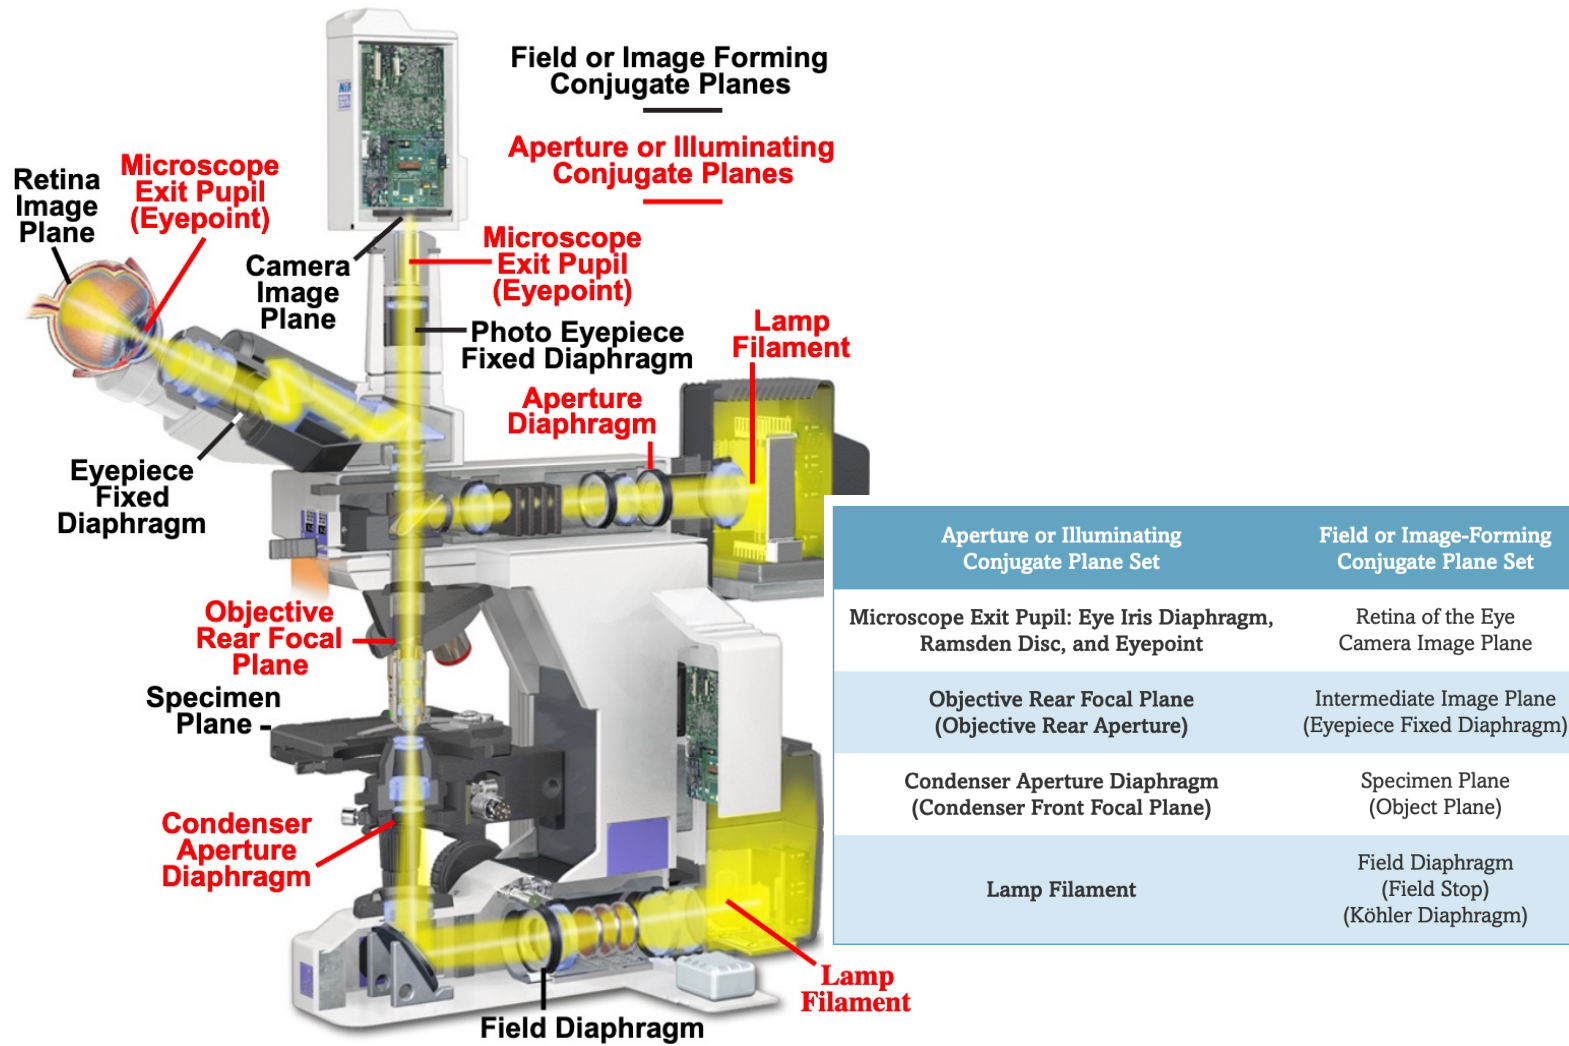 Field or Image Forming
Conjugate Planes
Aperture or Illuminating
Conjugate Planes
Retina
Image
Plane
Microscope
Exit Pupil
(Eyepoint)
Camera
Image
Plane
Microscope
Exit Pupil
(Eyepoint)
Photo Eyepiece
Fixed Diaphragm
Lamp
Filament
Aperture
Diaphragm
Eyepiece
Fixed
Diaphragm
Objective
Rear Focal
Plane
Specimen
Plane
Condenser
Aperture
Diaphragm
Field Diaphragm
Lamp
Filament
Aperture or Illuminating
Conjugate Plane Set
Field or Image-Forming
Conjugate Plane Set
Microscope Exit Pupil: Eye Iris Diaphragm,
Ramsden Disc, and Eyepoint
Retina of the Eye
Camera Image Plane
Objective Rear Focal Plane
(Objective Rear Aperture)
Intermediate Image Plane
(Eyepiece Fixed Diaphragm)
Condenser Aperture Diaphragm
(Condenser Front Focal Plane)
Specimen Plane
(Object Plane)
Lamp Filament
Field Diaphragm
(Field Stop)
(Köhler Diaphragm)